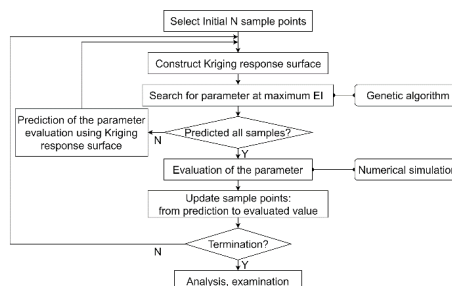 Select Initial N sample points
Construct Kriging response surface
Search for parameter at maximum EI
Genetic algorithm
Prediction of the parameter
evaluation using Kriging
response surface
N
Predicted all samples?
Y
Evaluation of the parameter
Numerical simulation
Update sample points:
from prediction to evaluated value
N
Termination?
Y
Analysis, examination